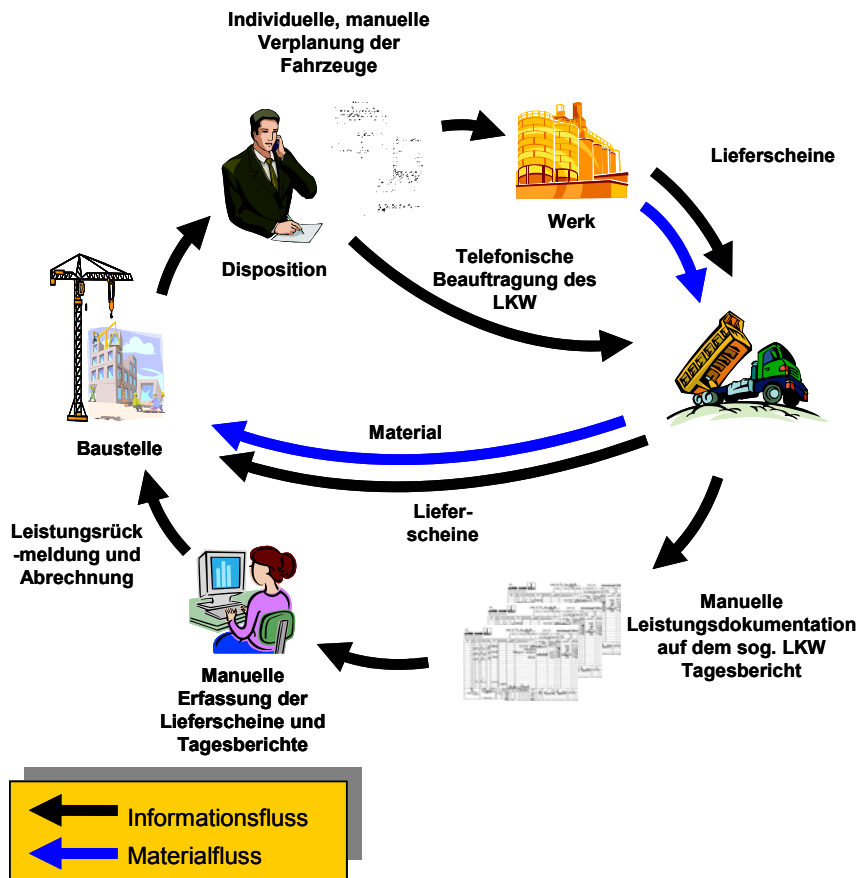 Individuelle, manuelle
Verplanung der
Fahrzeuge
Lieferscheine
Werk
Disposition
Telefonische
Beauftragung des
LKW
Baustelle
Material
Liefer-
scheine
Leistungsrück
-meldung und
Abrechnung
Manuelle
Leistungsdokumentation
auf dem sog. LKW
Tagesbericht
Manuelle
Erfassung der
Lieferscheine und
Tagesberichte
Informationsfluss
Materialfluss